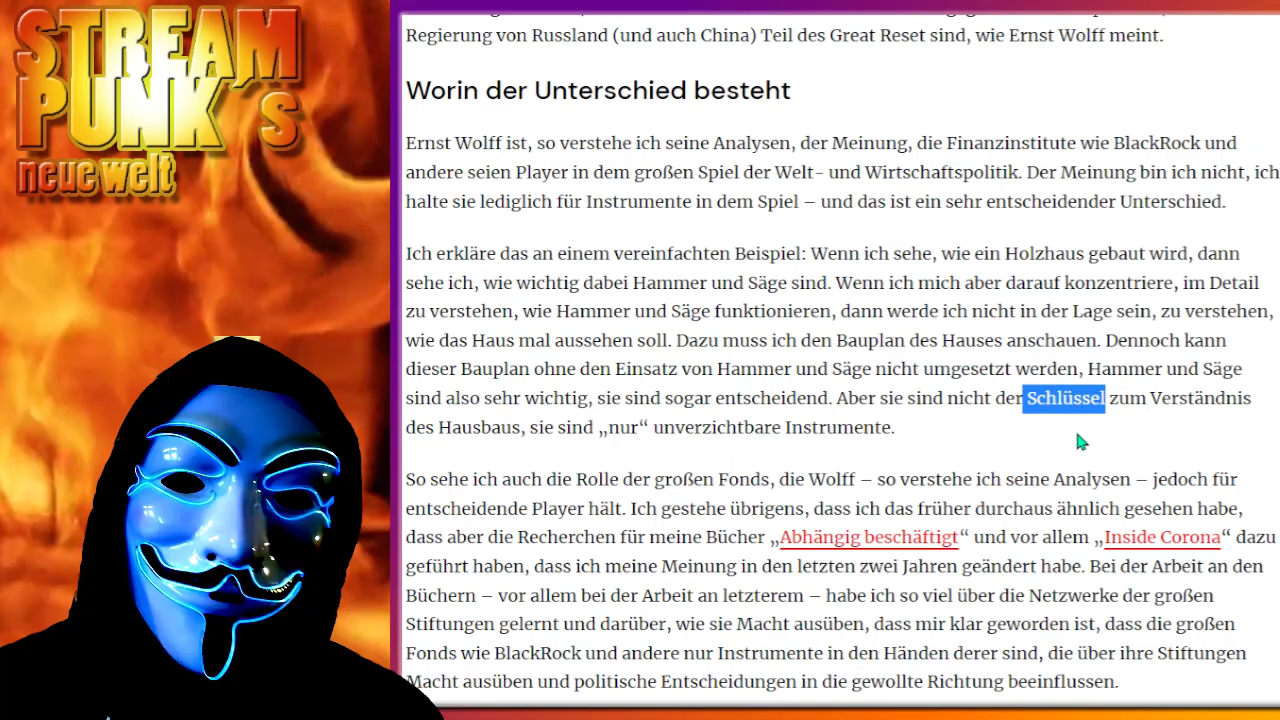 STREAM
PUNK´s
neue welt
Regierung von Russland (und auch China) Teil des Great Reset sind, wie Ernst Wolff meint.
Worin der Unterschied besteht
Ernst Wolff ist, so verstehe ich seine Analysen, der Meinung, die Finanzinstitute wie BlackRock und
andere seien Player in dem großen Spiel der Welt- und Wirtschaftspolitik. Der Meinung bin ich nicht, ich
halte sie lediglich für Instrumente in dem Spiel – und das ist ein sehr entscheidender Unterschied.
Ich erkläre das an einem vereinfachten Beispiel: Wenn ich sehe, wie ein Holzhaus gebaut wird, dann
sehe ich, wie wichtig dabei Hammer und Säge sind. Wenn ich mich aber darauf konzentriere, im Detail
zu verstehen, wie Hammer und Säge funktionieren, dann werde ich nicht in der Lage sein, zu verstehen,
wie das Haus mal aussehen soll. Dazu muss ich den Bauplan des Hauses anschauen. Dennoch kann
dieser Bauplan ohne den Einsatz von Hammer und Säge nicht umgesetzt werden, Hammer und Säge
sind also sehr wichtig, sie sind sogar entscheidend. Aber sie sind nicht der Schlüssel zum Verständnis
des Hausbaus, sie sind „nur“ unverzichtbare Instrumente.
So sehe ich auch die Rolle der großen Fonds, die Wolff – so verstehe ich seine Analysen – jedoch für
entscheidende Player hält. Ich gestehe übrigens, dass ich das früher durchaus ähnlich gesehen habe,
dass aber die Recherchen für meine Bücher „Abhängig beschäftigt“ und vor allem „Inside Corona“ dazu
geführt haben, dass ich meine Meinung in den letzten zwei Jahren geändert habe. Bei der Arbeit an den
Büchern – vor allem bei der Arbeit an letzterem – habe ich so viel über die Netzwerke der großen
Stiftungen gelernt und darüber, wie sie Macht ausüben, dass mir klar geworden ist, dass die großen
Fonds wie BlackRock und andere nur Instrumente in den Händen derer sind, die über ihre Stiftungen
Macht ausüben und politische Entscheidungen in die gewollte Richtung beeinflussen.